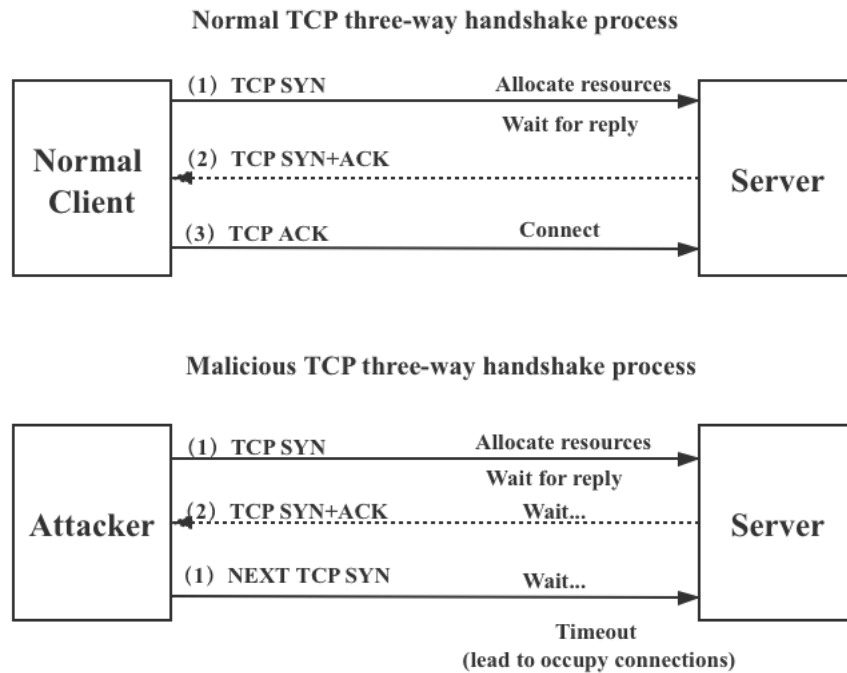 Normal TCP three-way handshake process
(1) TCP SYN
Allocate resources
Wait for reply
Normal
Client
(2) TCP SYN+ACK
Server
(3) TCP ACK
Connect
Malicious TCP three-way handshake process
(1) TCP SYN
Allocate resources
Wait for reply
Attacker
(2) TCP SYN+ACK
Wait...
Server
(1) NEXT TCP SYN
Wait...
Timeout
(lead to occupy connections)